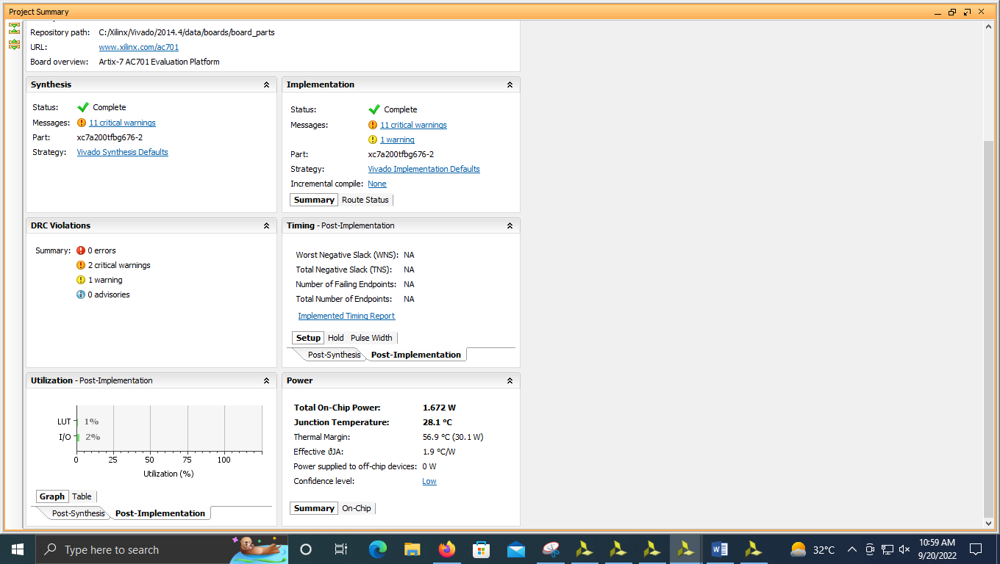 Project Summary
Repository path: C:/Xilinx/Vivado/2014.4/data/boards/board_parts
URL: www.xilinx.com/ac701
Board overview: Artix-7 AC701 Evaluation Platform
Synthesis
Status: Complete
Messages: 11 critical warnings
Part: xc7a200tfbg676-2
Strategy: Vivado Synthesis Defaults
Implementation
Status: Complete
Messages: 11 critical warnings
1 warning
Part: xc7a200tfbg676-2
Strategy: Vivado Implementation Defaults
Incremental compile: None
Summary Route Status
DRC Violations
Summary: 0 errors
2 critical warnings
1 warning
0 advisories
Timing - Post-Implementation
Worst Negative Slack (WNS): NA
Total Negative Slack (TNS): NA
Number of Failing Endpoints: NA
Total Number of Endpoints: NA
Implemented Timing Report
Setup Hold Pulse Width
Post-Synthesis Post-Implementation
Utilization - Post-Implementation
LUT 1%
I/O 2%
0 25 50 75 100
Utilization (%)
Graph Table
Post-Synthesis Post-Implementation
Power
Total On-Chip Power: 1.672 W
Junction Temperature: 28.1 °C
Thermal Margin: 56.9 °C (30.1 W)
Effective ϑJA: 1.9 °C/W
Power supplied to off-chip devices: 0 W
Confidence level: Low
Summary On-Chip
Type here to search
32°C
10:59 AM
9/20/2022